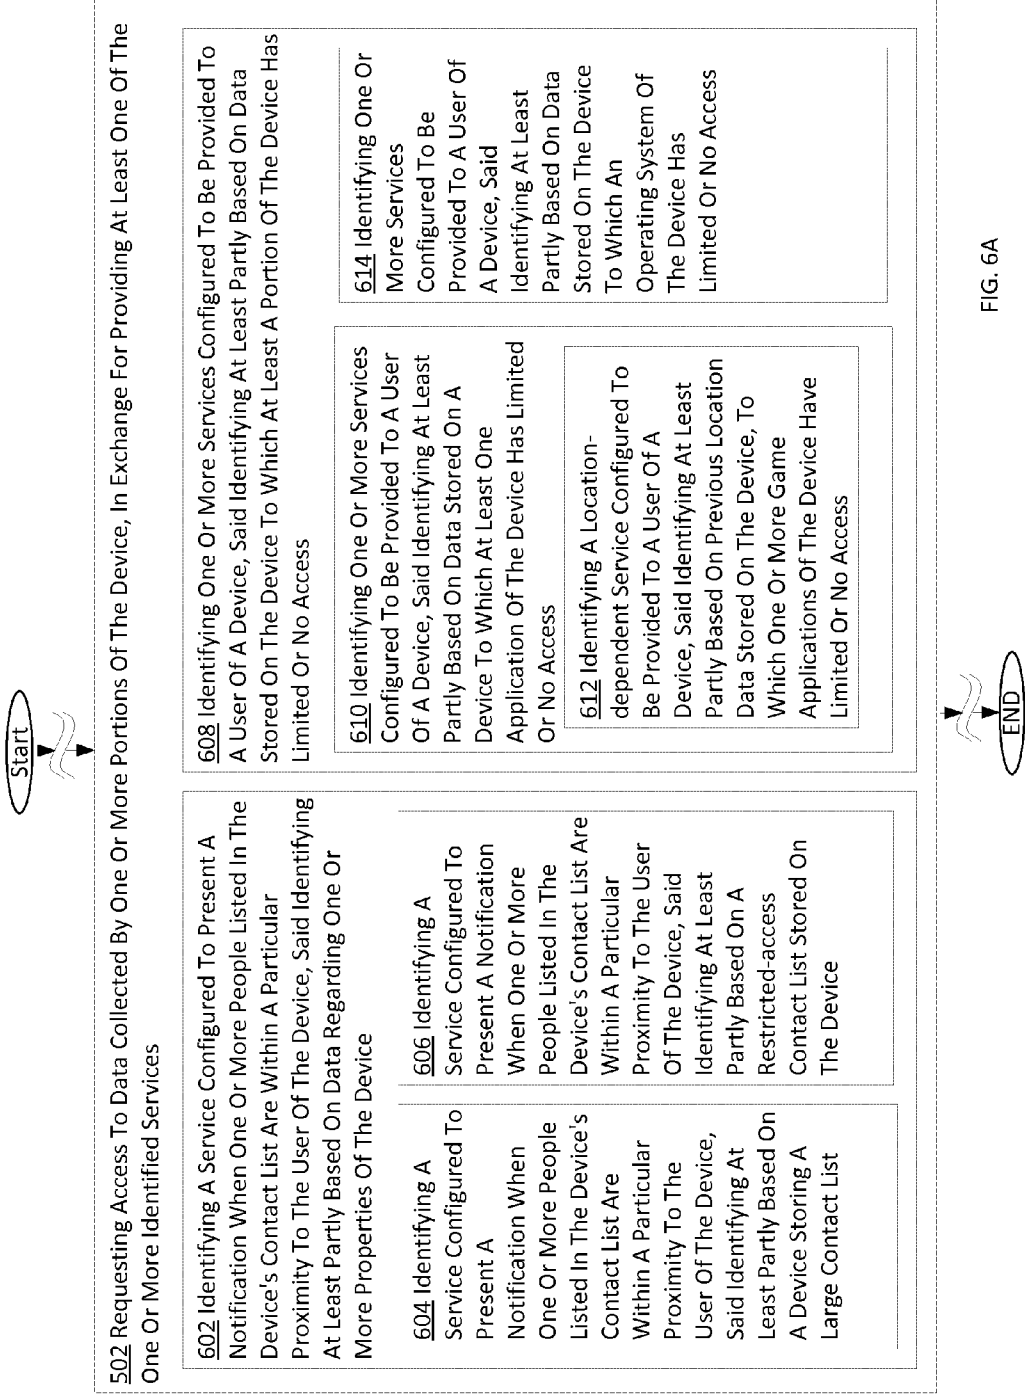 Start
502 Requesting Access To Data Collected By One Or More Portions Of The Device, In Exchange For Providing At Least One Of The
One Or More Identified Services
602 Identifying A Service Configured To Present A
Notification When One Or More People Listed In The
Device's Contact List Are Within A Particular
Proximity To The User Of The Device, Said Identifying
At Least Partly Based On Data Regarding One Or
More Properties Of The Device
604 Identifying A
Service Configured To
Present A
Notification When
One Or More People
Listed In The Device's
Contact List Are
Within A Particular
Proximity To The
User Of The Device,
Said Identifying At
Least Partly Based On
A Device Storing A
Large Contact List
606 Identifying A
Service Configured To
Present A Notification
When One Or More
People Listed In The
Device's Contact List Are
Within A Particular
Proximity To The User
Of The Device, Said
Identifying At Least
Partly Based On A
Restricted-access
Contact List Stored On
The Device
608 Identifying One Or More Services Configured To Be Provided To
A User Of A Device, Said Identifying At Least Partly Based On Data
Stored On The Device To Which At Least A Portion Of The Device Has
Limited Or No Access
610 Identifying One Or More Services
Configured To Be Provided To A User
Of A Device, Said Identifying At Least
Partly Based On Data Stored On A
Device To Which At Least One
Application Of The Device Has Limited
Or No Access
612 Identifying A Location-
dependent Service Configured To
Be Provided To A User Of A
Device, Said Identifying At Least
Partly Based On Previous Location
Data Stored On The Device, To
Which One Or More Game
Applications Of The Device Have
Limited Or No Access
614 Identifying One Or
More Services
Configured To Be
Provided To A User Of
A Device, Said
Identifying At Least
Partly Based On Data
Stored On The Device
To Which An
Operating System Of
The Device Has
Limited Or No Access
END
FIG. 6A